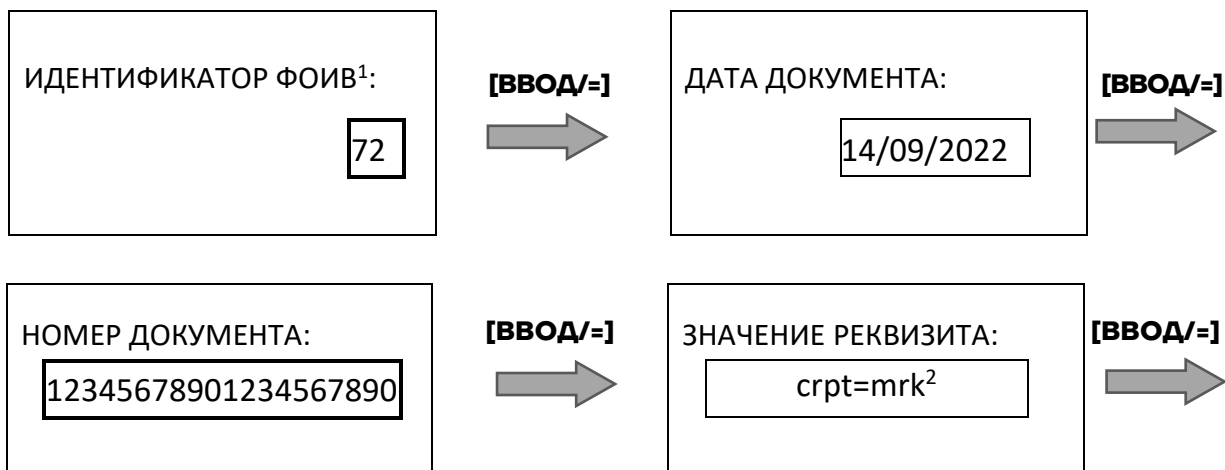 ИДЕНТИФИКАТОР ФОИВ¹:
72
[ВВОД/=]
ДАТА ДОКУМЕНТА:
14/09/2022
[ВВОД/=]
НОМЕР ДОКУМЕНТА:
12345678901234567890
[ВВОД/=]
ЗНАЧЕНИЕ РЕКВИЗИТА:
crpt=mrk²
[ВВОД/=]